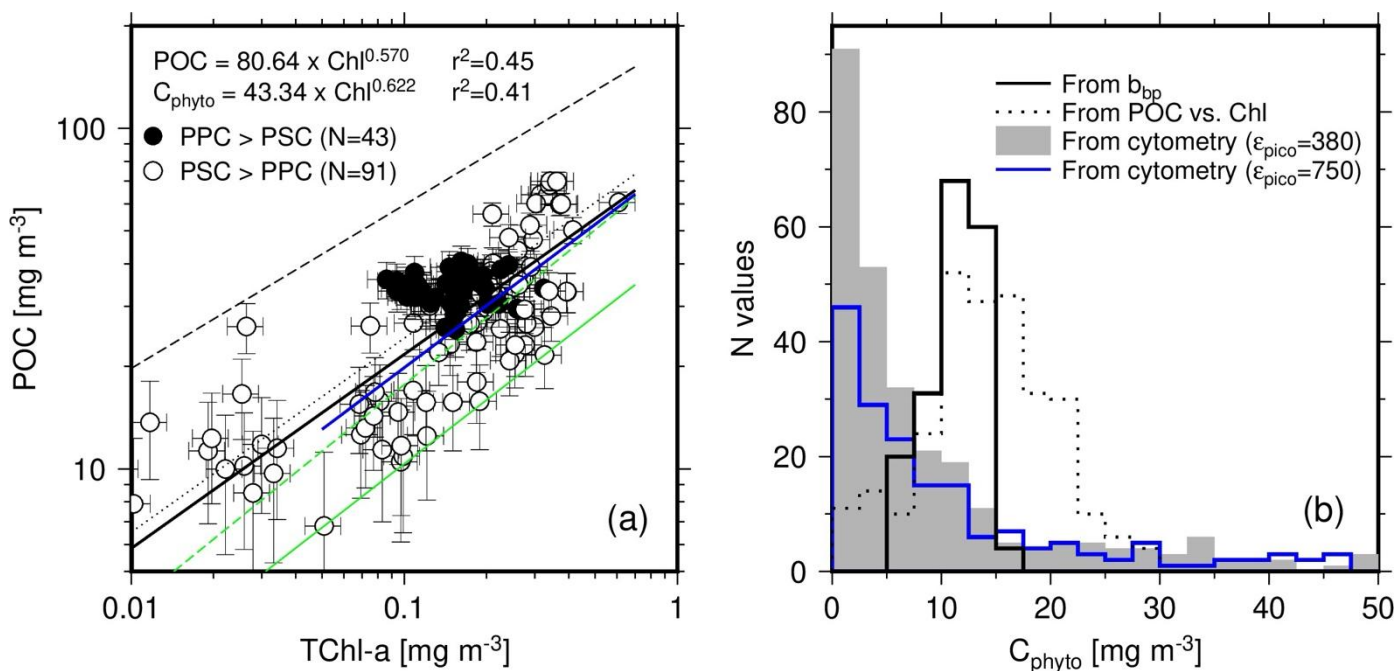 POC = 80.64 x Chl^0.570 r²=0.45
C_phyto = 43.34 x Chl^0.622 r²=0.41
PPC > PSC (N=43)
PSC > PPC (N=91)
100
10
POC [mg m⁻³]
(a)
0.01 0.1 1
TChl-a [mg m⁻³]
From b_bp
From POC vs. Chl
From cytometry (ε_pico=380)
From cytometry (ε_pico=750)
80
60
40
20
0
N values
(b)
0 10 20 30 40 50
C_phyto [mg m⁻³]